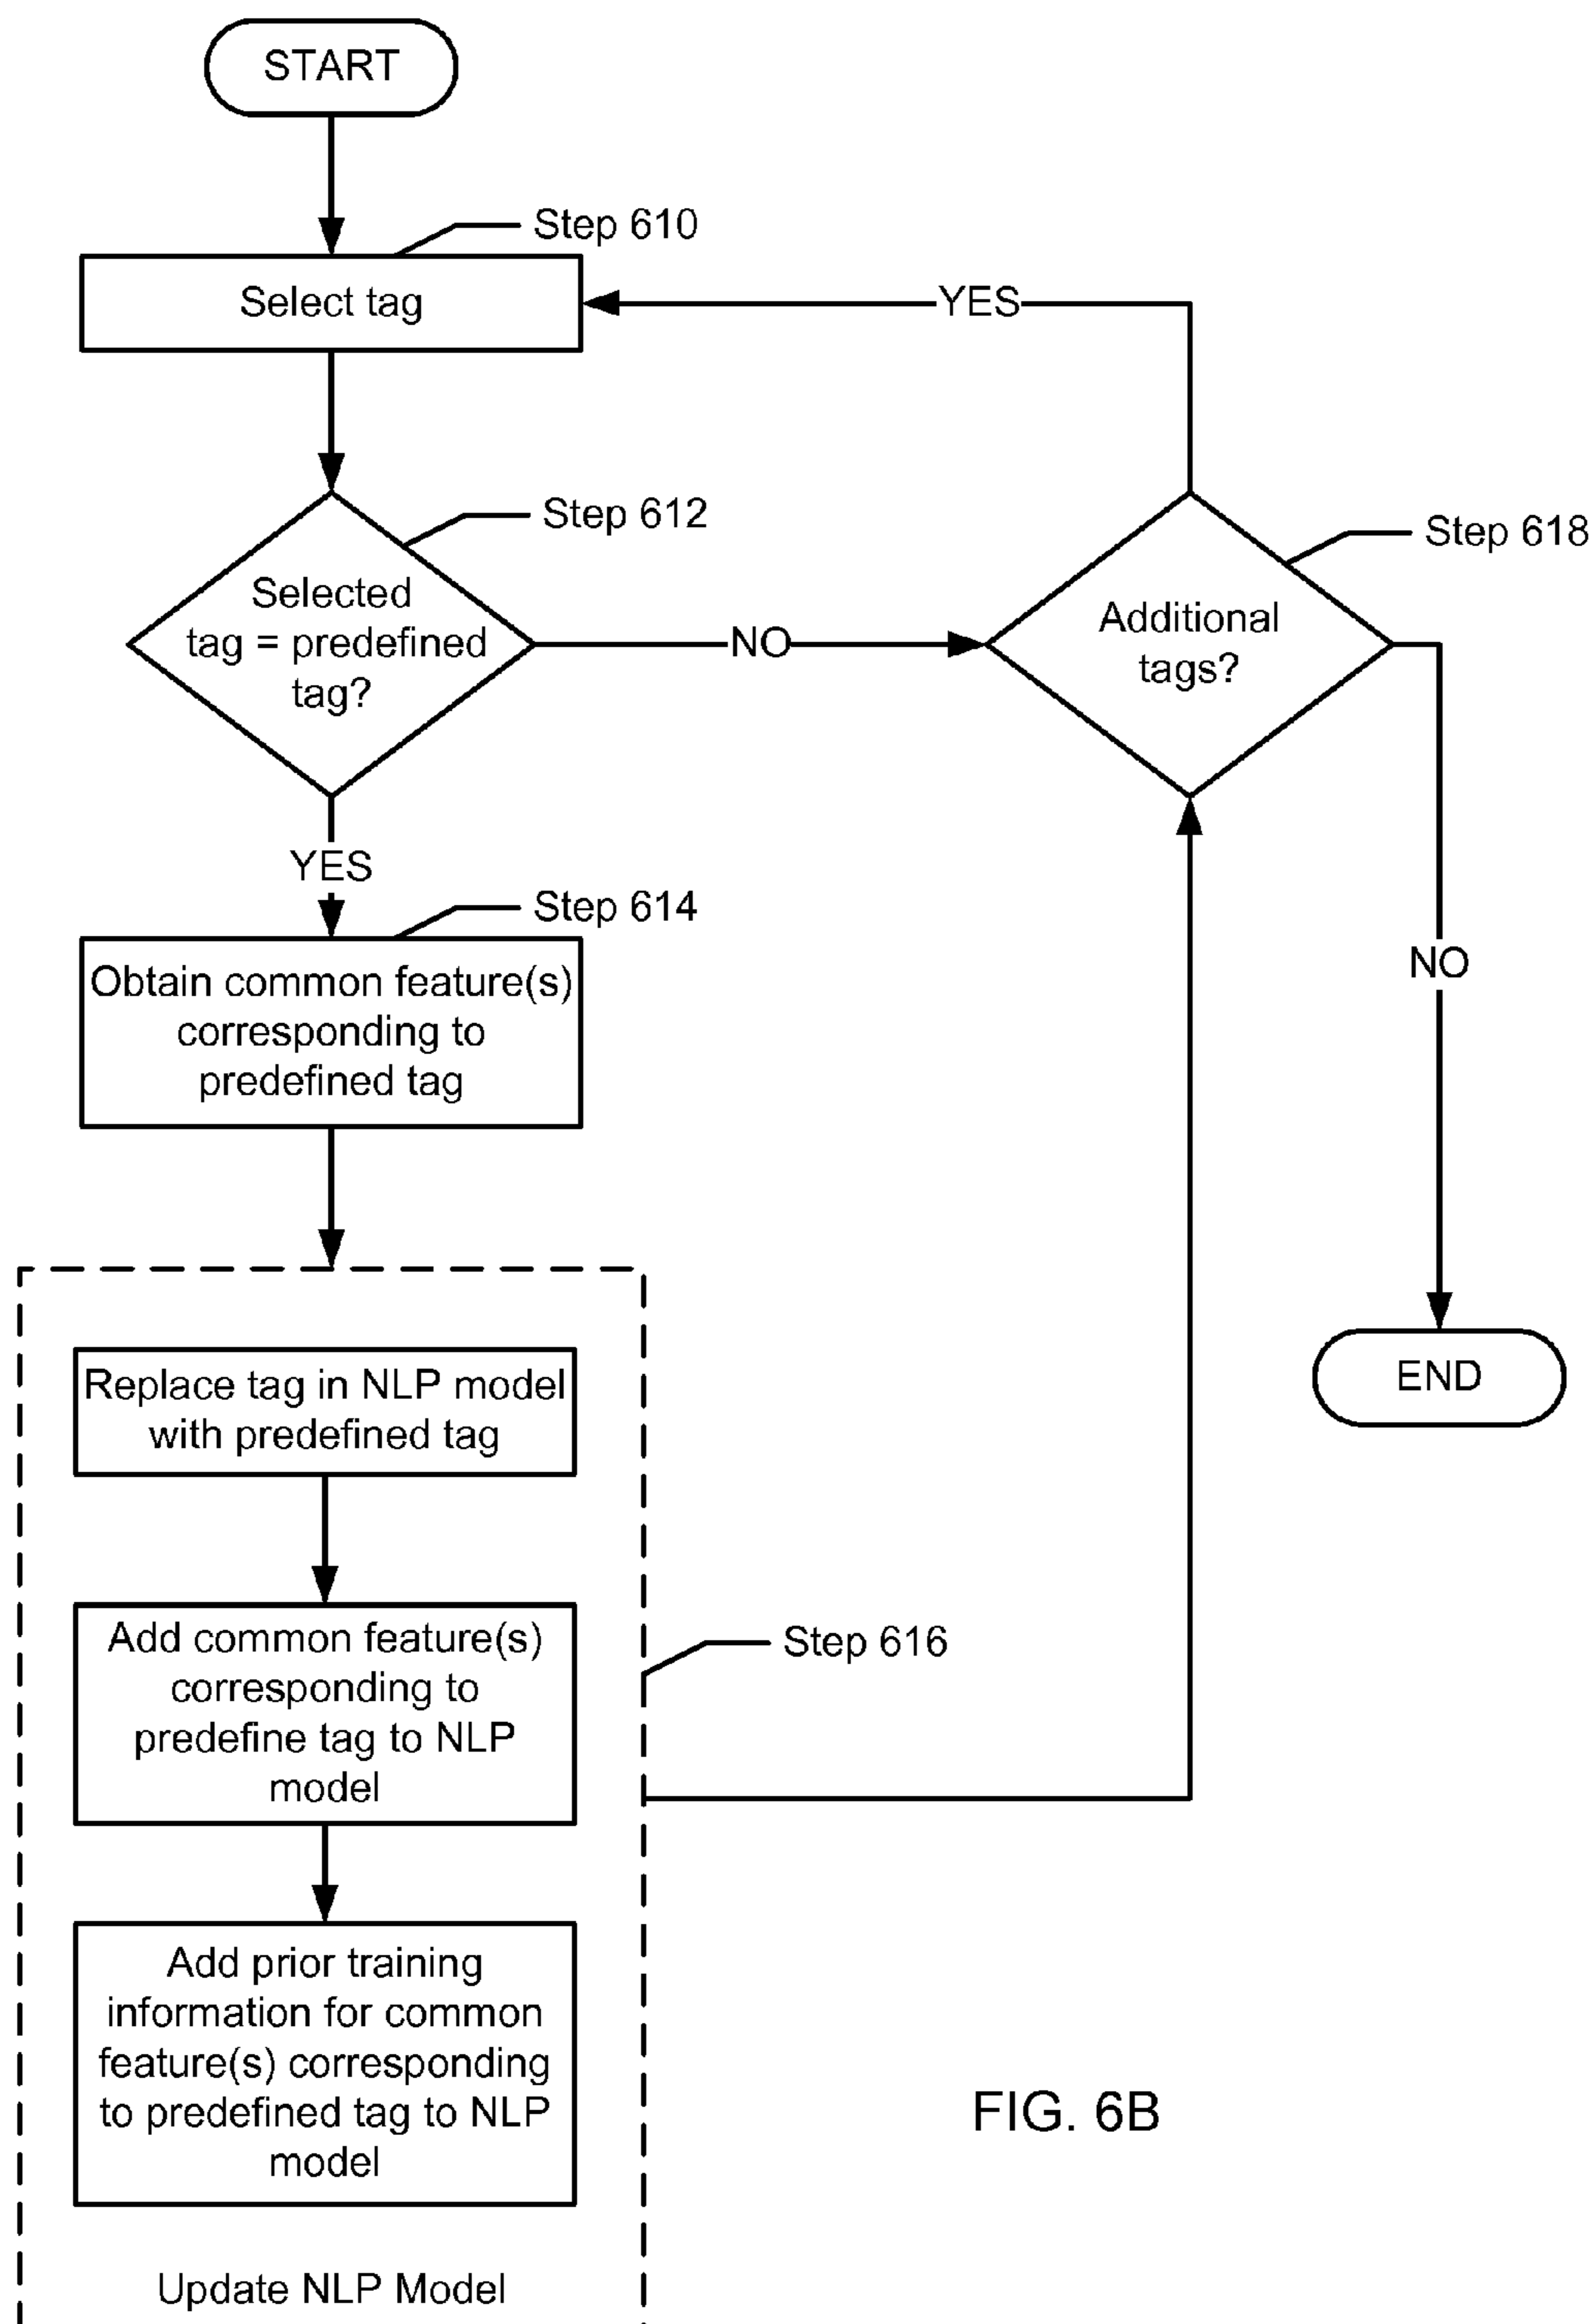 START
Step 610
Select tag
YES
Step 612
Selected
tag = predefined
tag?
NO
Step 618
Additional
tags?
YES
Step 614
Obtain common feature(s)
corresponding to
predefined tag
NO
END
Replace tag in NLP model
with predefined tag
Add common feature(s)
corresponding to
predefine tag to NLP
model
Step 616
Add prior training
information for common
feature(s) corresponding
to predefined tag to NLP
model
Update NLP Model
FIG. 6B